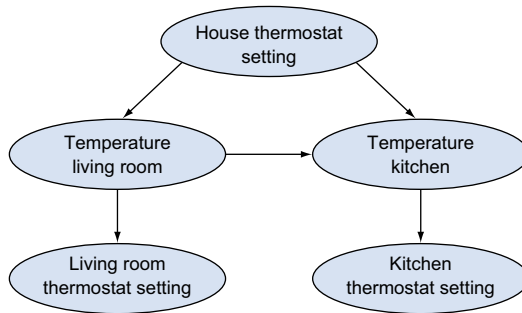 House thermostat
setting
Temperature
living room
Temperature
kitchen
Living room
thermostat setting
Kitchen
thermostat setting